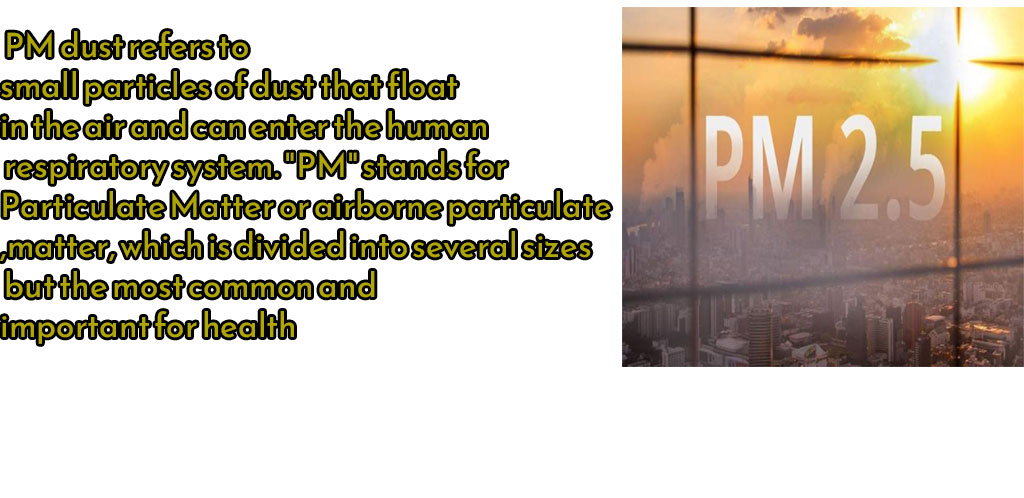 PM dust refers to
small particles of dust that float
in the air and can enter the human
respiratory system. "PM" stands for
Particulate Matter or airborne particulate
,matter, which is divided into several sizes
but the most common and
important for health
PM 2.5